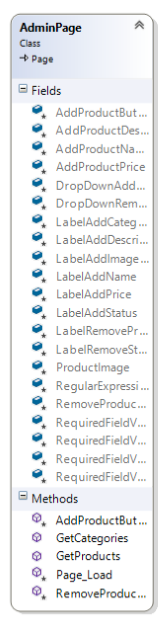 AdminPage
Class
Page
Fields
AddProductBut...
AddProductDes...
AddProductNa...
AddProductPrice
DropDownAdd...
DropDownRem...
LabelAddCateg...
LabelAddDescri...
LabelAddImage...
LabelAddName
LabelAddPrice
LabelAddStatus
LabelRemovePr...
LabelRemoveSt...
ProductImage
RegularExpressi...
RemoveProduc...
RequiredFieldV...
RequiredFieldV...
RequiredFieldV...
RequiredFieldV...
Methods
AddProductBut...
GetCategories
GetProducts
Page_Load
RemoveProduc...